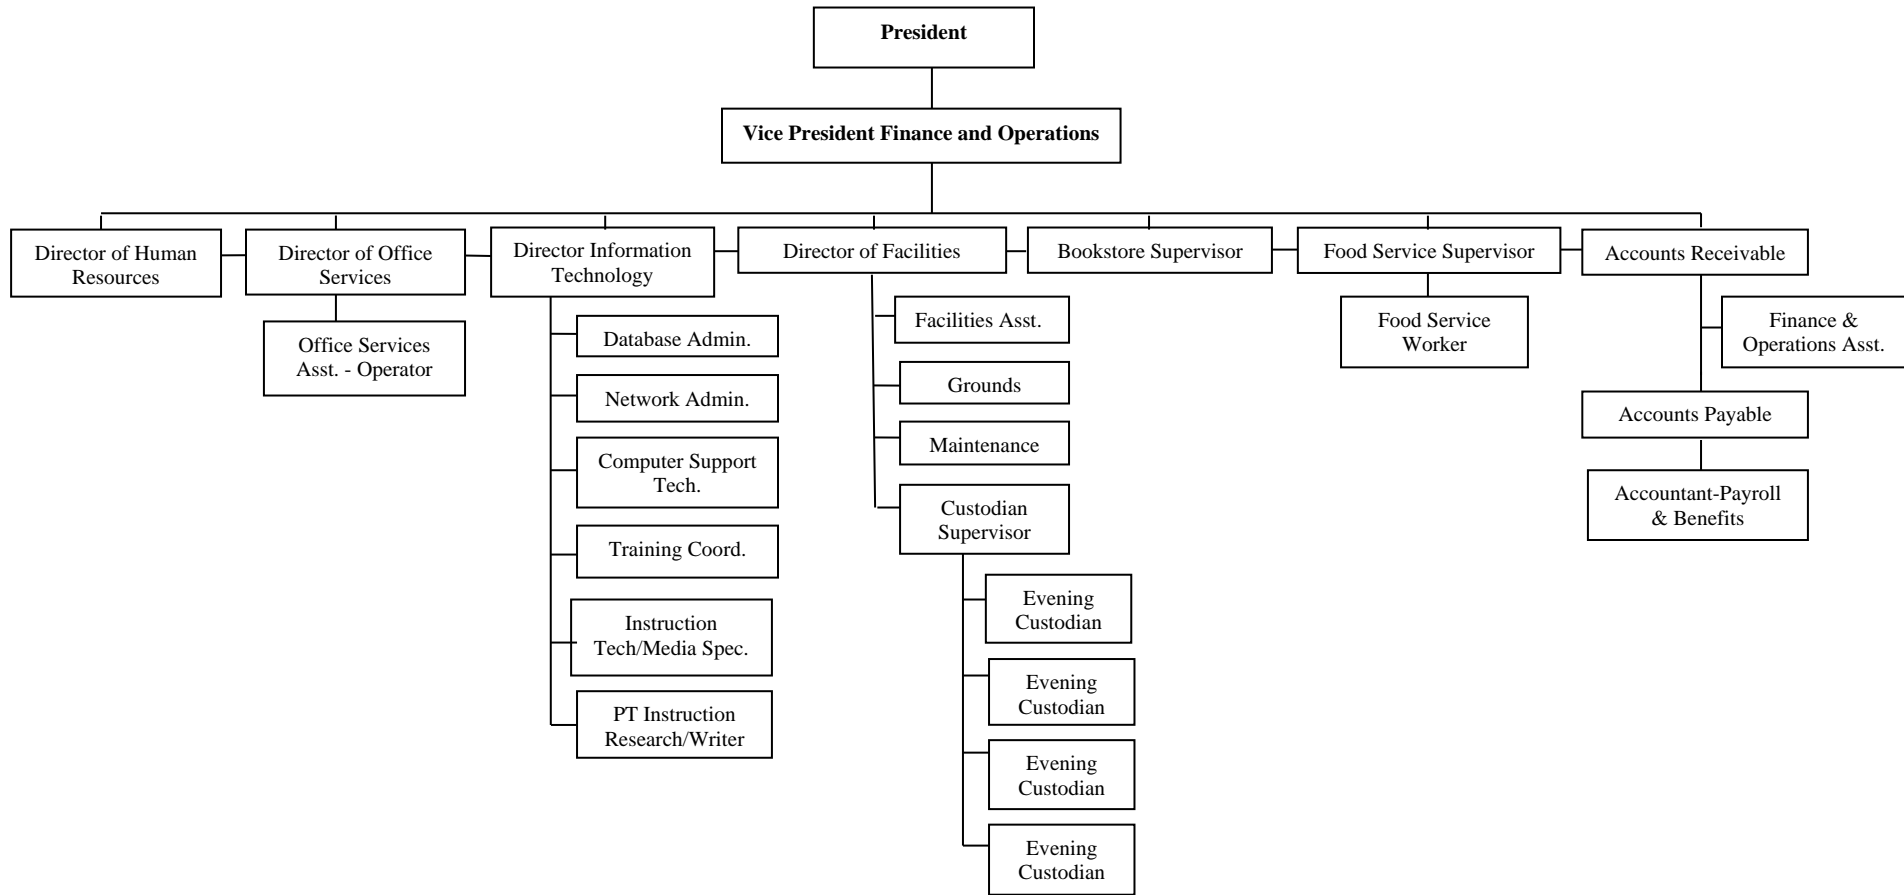 President
Vice President Finance and Operations
Director of Human
Resources
Director of Office
Services
Director Information
Technology
Director of Facilities
Bookstore Supervisor
Food Service Supervisor
Accounts Receivable
Office Services
Asst. - Operator
Database Admin.
Network Admin.
Computer Support
Tech.
Training Coord.
Instruction
Tech/Media Spec.
PT Instruction
Research/Writer
Facilities Asst.
Grounds
Maintenance
Custodian
Supervisor
Evening
Custodian
Evening
Custodian
Evening
Custodian
Evening
Custodian
Food Service
Worker
Finance &
Operations Asst.
Accounts Payable
Accountant-Payroll
& Benefits